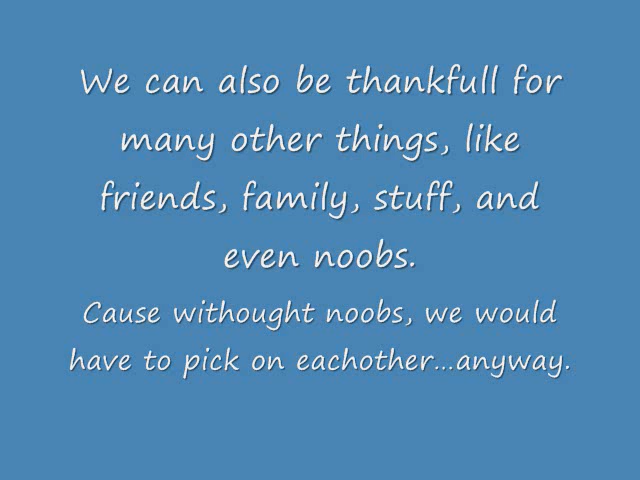 We can also be thankfull for
many other things, like
friends, family, stuff, and
even noobs.
Cause withought noobs, we would
have to pick on eachother...anyway.